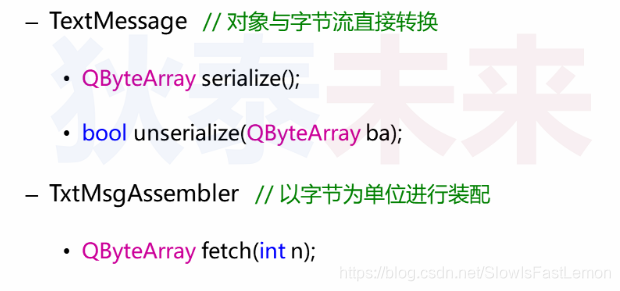 – TextMessage // 对象与字节流直接转换
• QByteArray serialize();
• bool unserialize(QByteArray ba);
– TxtMsgAssembler // 以字节为单位进行装配
• QByteArray fetch(int n);
狄泰未来
https://blog.csdn.net/SlowIsFastLemon